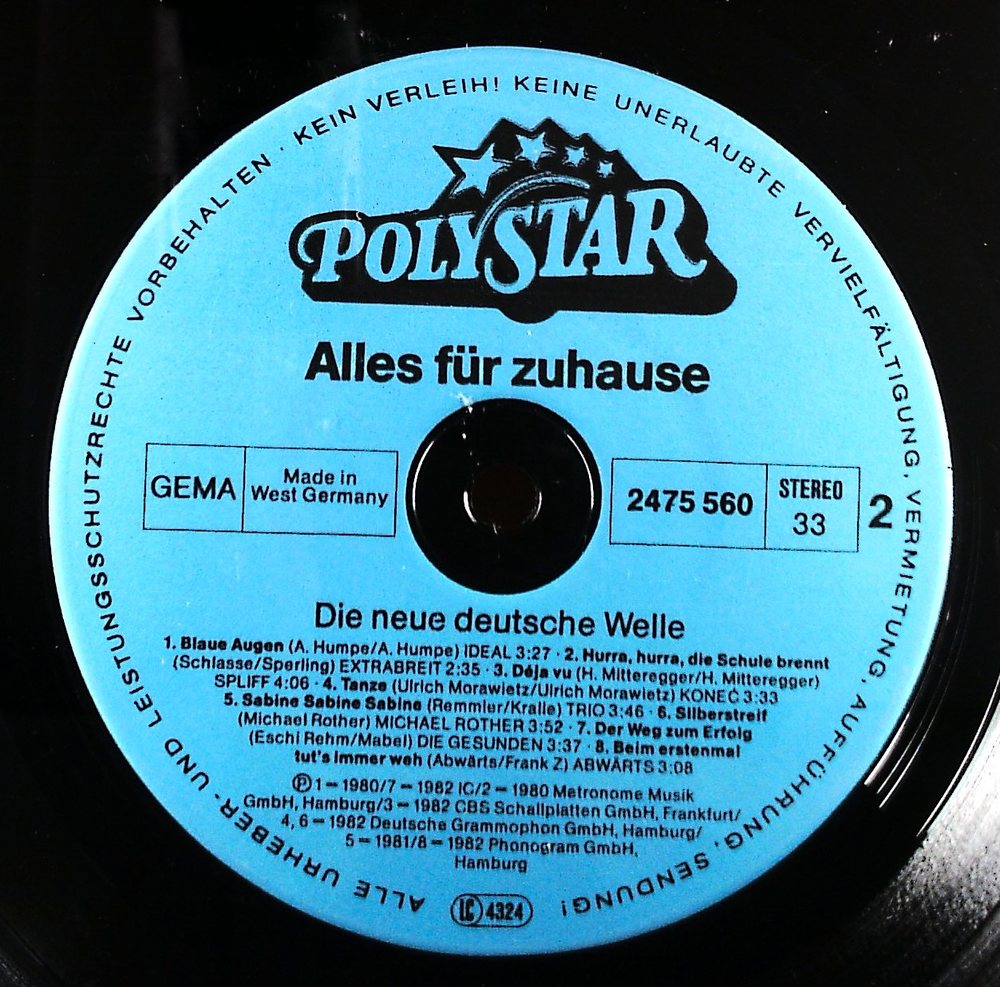 ALLE URHEBER- UND LEISTUNGSSCHUTZRECHTE VORBEHALTEN · KEIN VERLEIH! KEINE UNERLAUBTE VERVIELFÄLTIGUNG, VERMIETUNG, AUFFÜHRUNG, SENDUNG!
POLYSTAR
Alles für zuhause
GEMA
Made in
West Germany
2475 560
STEREO
33
2
Die neue deutsche Welle
1. Blaue Augen (A. Humpe/A. Humpe) IDEAL 3:27 · 2. Hurra, hurra, die Schule brennt
(Schlasse/Sperling) EXTRABREIT 2:35 · 3. Déja vu (H. Mitteregger/H. Mitteregger)
SPLIFF 4:06 · 4. Tanze (Ulrich Morawietz/Ulrich Morawietz) KONEĆ 3:33
5. Sabine Sabine Sabine (Remmler/Kralle) TRIO 3:46 · 6. Silberstreif
(Michael Rother) MICHAEL ROTHER 3:52 · 7. Der Weg zum Erfolg
(Eschi Rehm/Mabel) DIE GESUNDEN 3:37 · 8. Beim erstenmal
tut's immer weh (Abwärts/Frank Z) ABWÄRTS 3:08
Ⓟ 1 – 1980/7 – 1982 IC/2 – 1980 Metronome Musik
GmbH, Hamburg/3 – 1982 CBS Schallplatten GmbH, Frankfurt/
4, 6 – 1982 Deutsche Grammophon GmbH, Hamburg/
5 – 1981/8 – 1982 Phonogram GmbH,
Hamburg
LC 4324